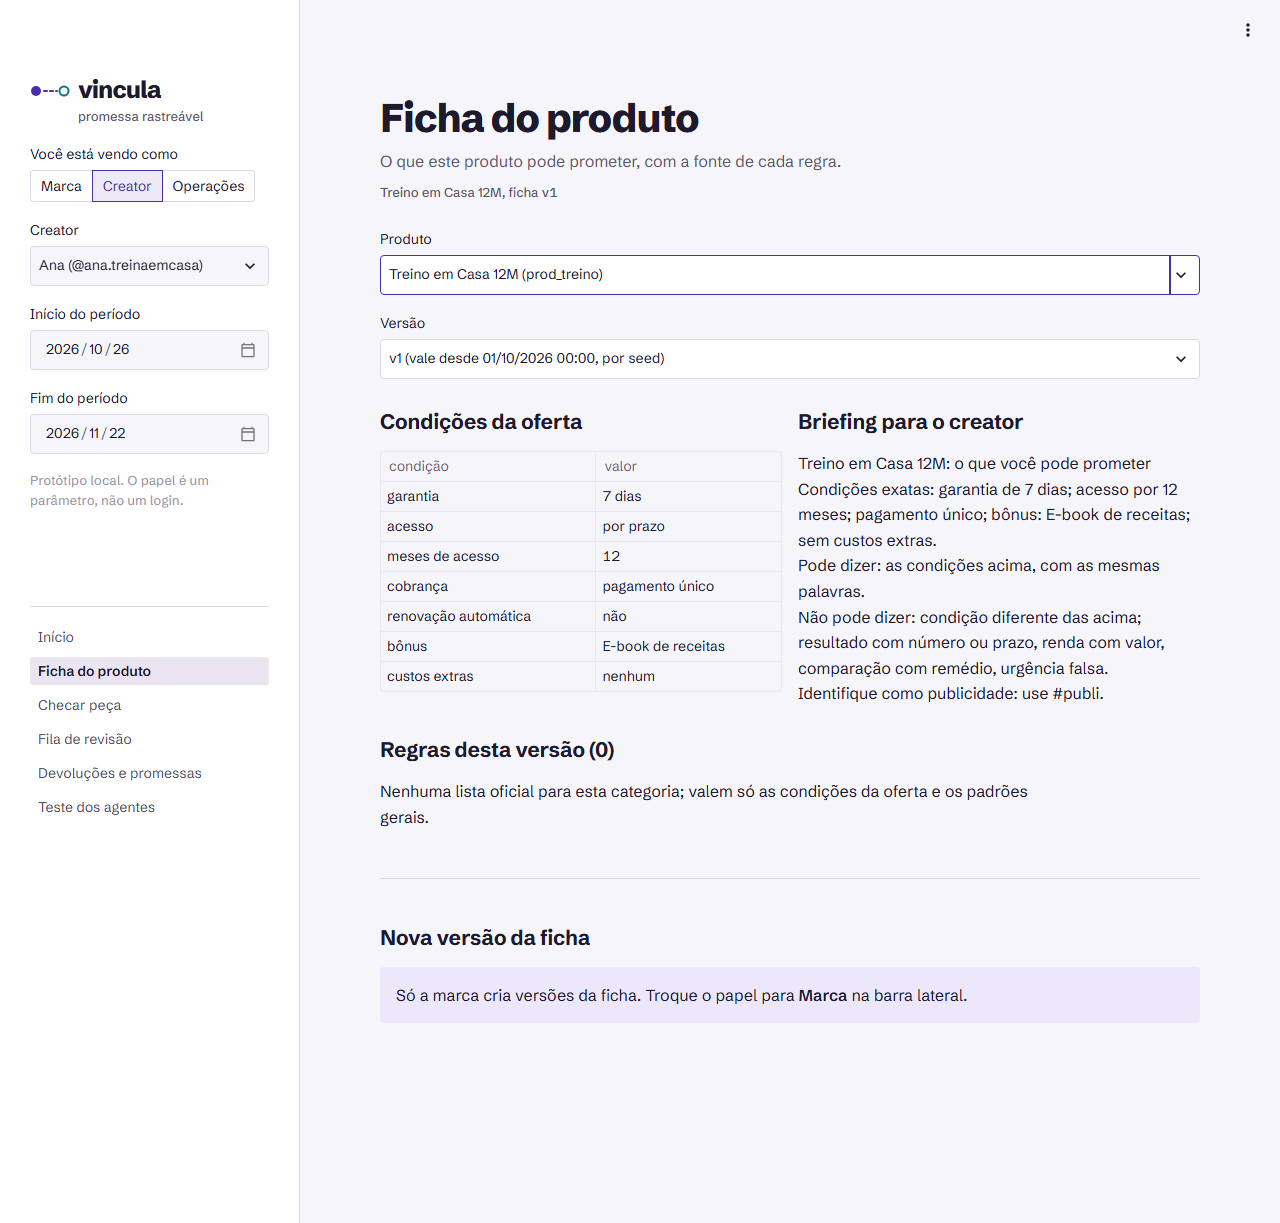 vincula
promessa rastreável
Você está vendo como
Marca Creator Operações
Creator
Ana (@ana.treinaemcasa)
Início do período
2026 / 10 / 26
Fim do período
2026 / 11 / 22
Protótipo local. O papel é um
parâmetro, não um login.
Início
Ficha do produto
Checar peça
Fila de revisão
Devoluções e promessas
Teste dos agentes
Ficha do produto
O que este produto pode prometer, com a fonte de cada regra.
Treino em Casa 12M, ficha v1
Produto
Treino em Casa 12M (prod_treino)
Versão
v1 (vale desde 01/10/2026 00:00, por seed)
Condições da oferta
condição valor
garantia 7 dias
acesso por prazo
meses de acesso 12
cobrança pagamento único
renovação automática não
bônus E-book de receitas
custos extras nenhum
Briefing para o creator
Treino em Casa 12M: o que você pode prometer
Condições exatas: garantia de 7 dias; acesso por 12
meses; pagamento único; bônus: E-book de receitas;
sem custos extras.
Pode dizer: as condições acima, com as mesmas
palavras.
Não pode dizer: condição diferente das acima;
resultado com número ou prazo, renda com valor,
comparação com remédio, urgência falsa.
Identifique como publicidade: use #publi.
Regras desta versão (0)
Nenhuma lista oficial para esta categoria; valem só as condições da oferta e os padrões
gerais.
Nova versão da ficha
Só a marca cria versões da ficha. Troque o papel para Marca na barra lateral.